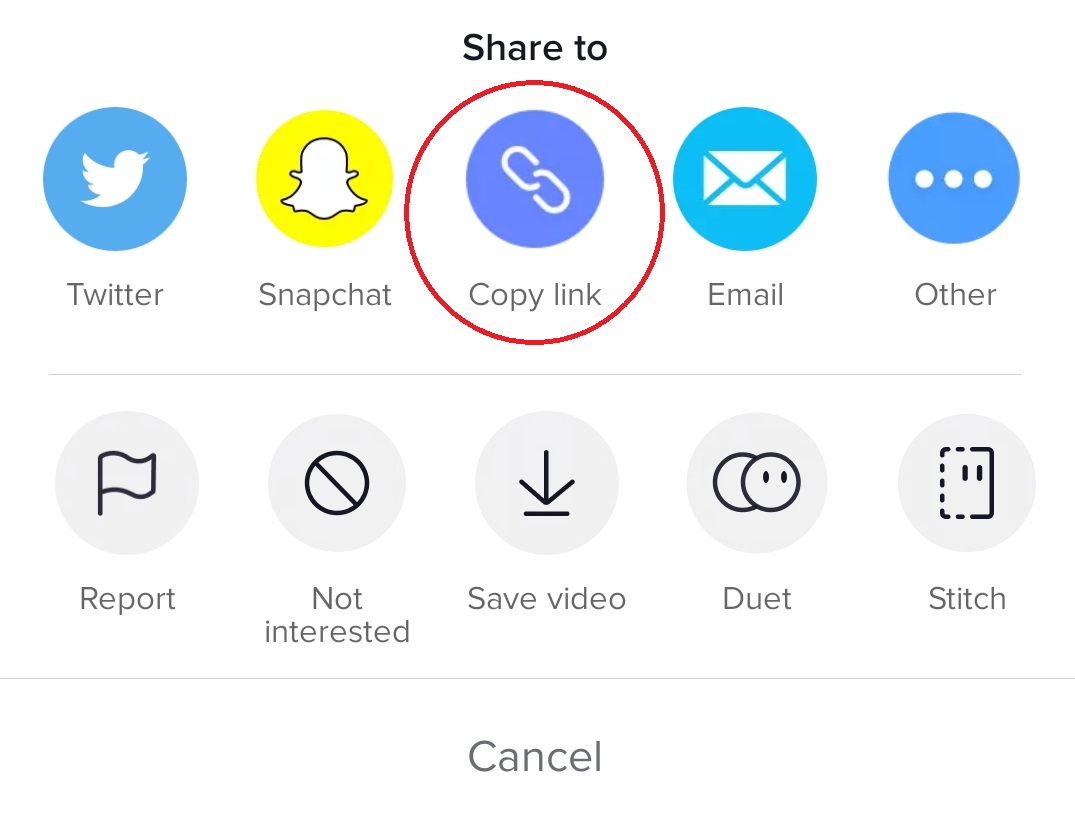 Share to
Twitter
Snapchat
Copy link
Email
Other
Report
Not
interested
Save video
Duet
Stitch
Cancel